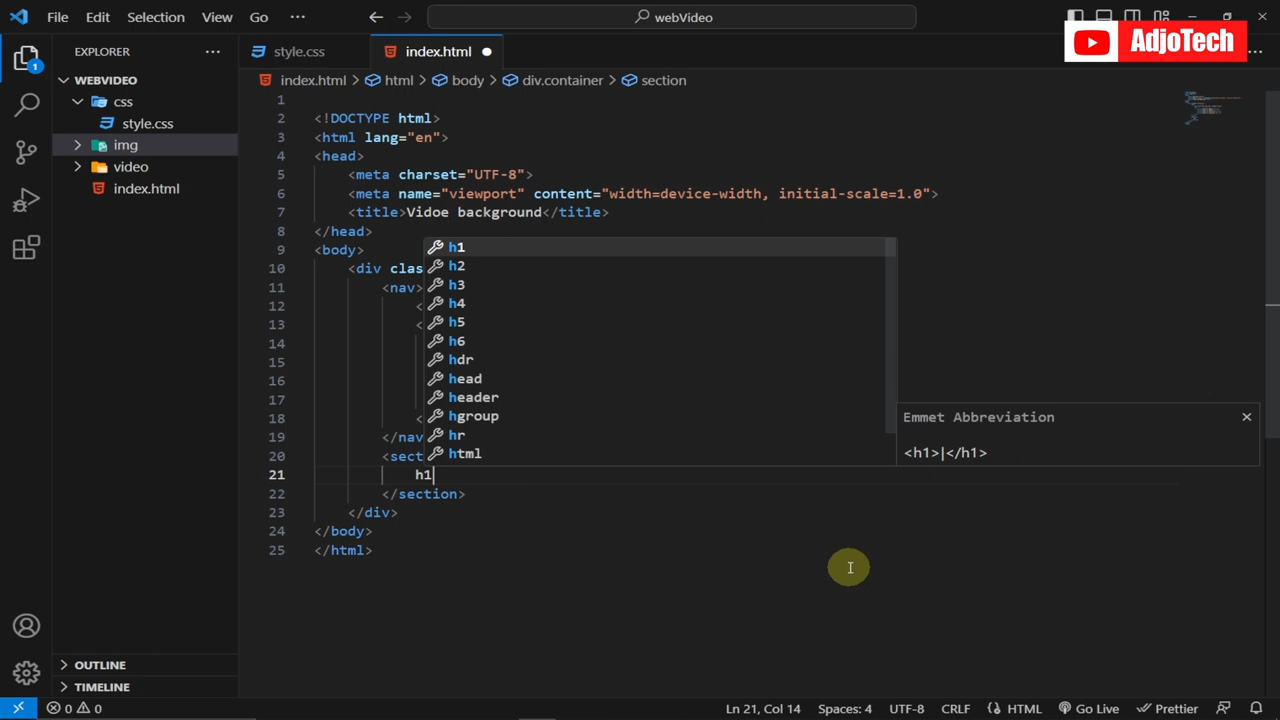 File Edit Selection View Go ··· webVideo
AdjoTech
EXPLORER ···
style.css index.html
WEBVIDEO
css
style.css
img
video
index.html
index.html > html > body > div.container > section
1
2 <!DOCTYPE html>
3 <html lang="en">
4 <head>
5 <meta charset="UTF-8">
6 <meta name="viewport" content="width=device-width, initial-scale=1.0">
7 <title>Vidoe background</title>
8 </head>
9 <body>
10 <div clas
11 <nav>
12 <
13 <
14
15
16
17
18 <
19 </nav
20 <sect
21 h1
22 </section>
23 </div>
24 </body>
25 </html>
h1
h2
h3
h4
h5
h6
hdr
head
header
hgroup
hr
html
Emmet Abbreviation ×
<h1>|</h1>
OUTLINE
TIMELINE
1
0 0 Ln 21, Col 14 Spaces: 4 UTF-8 CRLF HTML Go Live Prettier